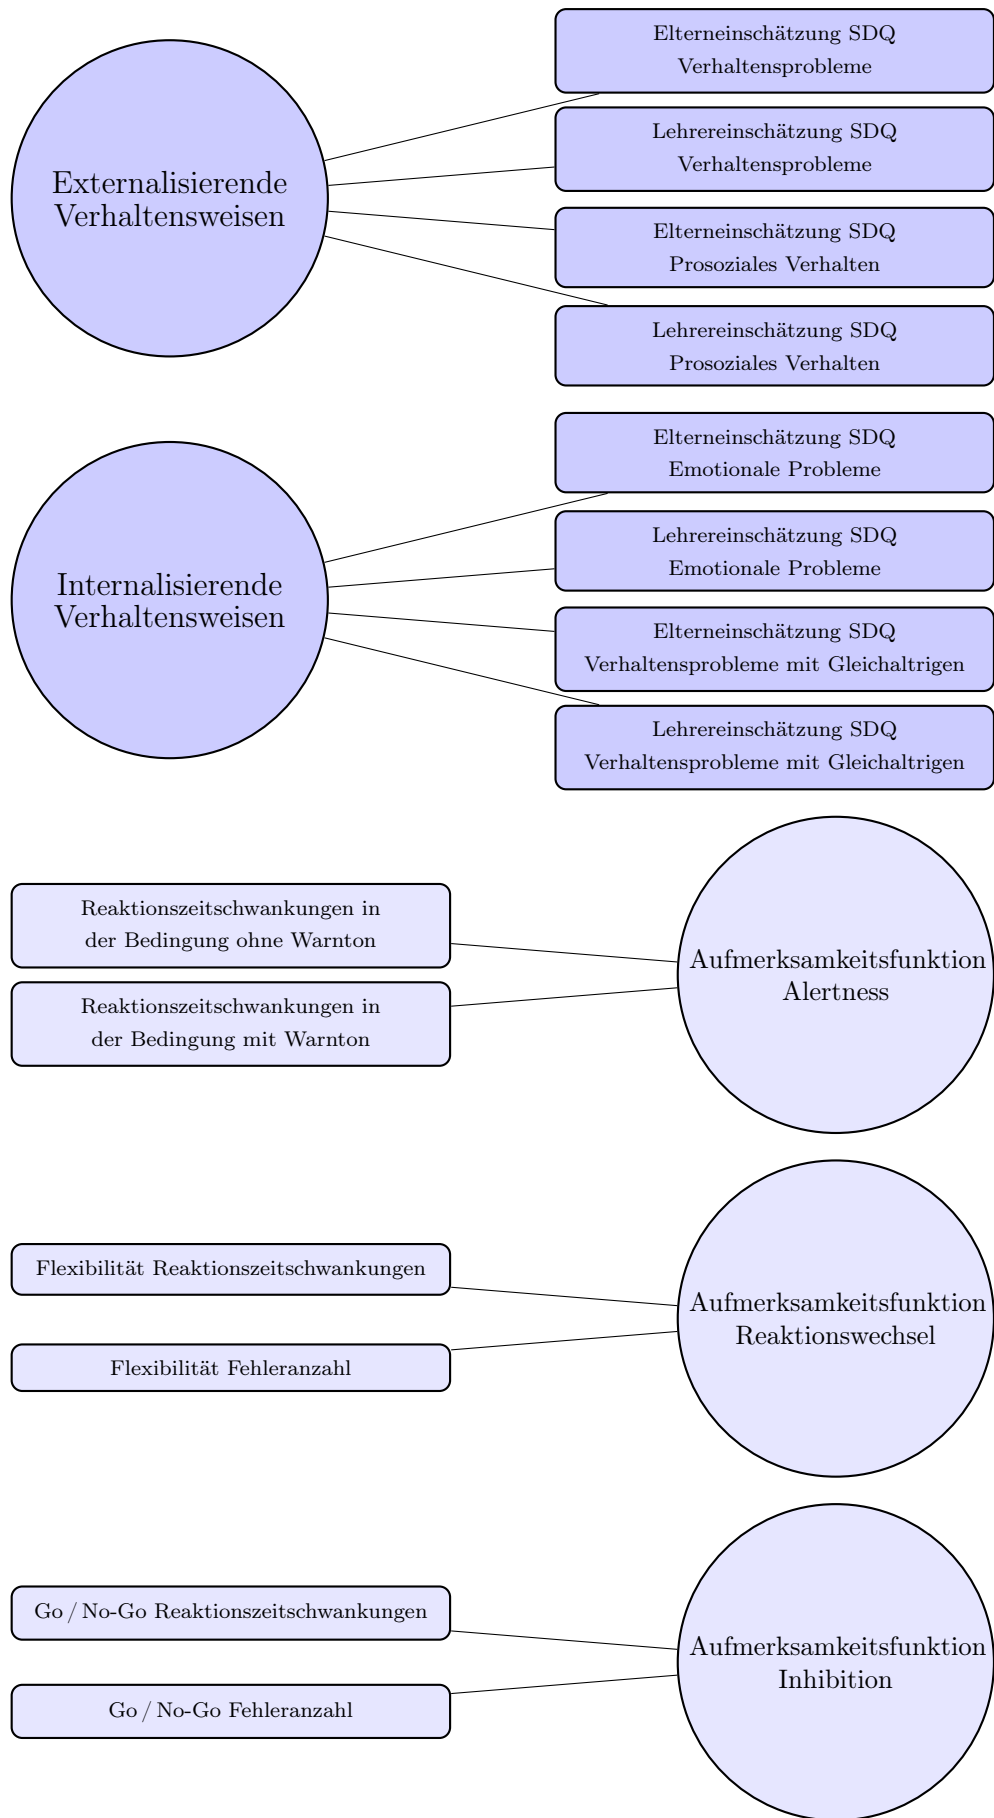 Externalisierende
Verhaltensweisen
Elterneinschätzung SDQ
Verhaltensprobleme
Lehrereinschätzung SDQ
Verhaltensprobleme
Elterneinschätzung SDQ
Prosoziales Verhalten
Lehrereinschätzung SDQ
Prosoziales Verhalten
Internalisierende
Verhaltensweisen
Elterneinschätzung SDQ
Emotionale Probleme
Lehrereinschätzung SDQ
Emotionale Probleme
Elterneinschätzung SDQ
Verhaltensprobleme mit Gleichaltrigen
Lehrereinschätzung SDQ
Verhaltensprobleme mit Gleichaltrigen
Reaktionszeitschwankungen in
der Bedingung ohne Warnton
Reaktionszeitschwankungen in
der Bedingung mit Warnton
Aufmerksamkeitsfunktion
Alertness
Flexibilität Reaktionszeitschwankungen
Flexibilität Fehleranzahl
Aufmerksamkeitsfunktion
Reaktionswechsel
Go / No-Go Reaktionszeitschwankungen
Go / No-Go Fehleranzahl
Aufmerksamkeitsfunktion
Inhibition